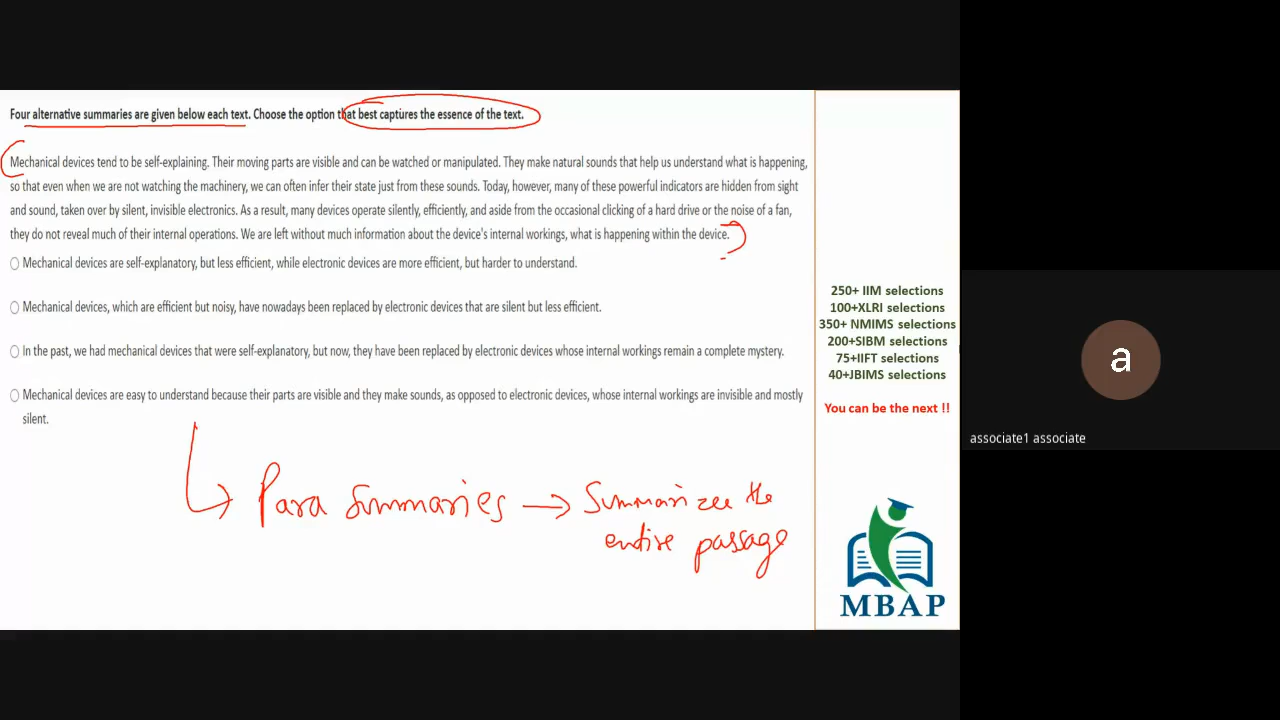 Four alternative summaries are given below each text. Choose the option that best captures the essence of the text.
Mechanical devices tend to be self-explaining. Their moving parts are visible and can be watched or manipulated. They make natural sounds that help us understand what is happening,
so that even when we are not watching the machinery, we can often infer their state just from these sounds. Today, however, many of these powerful indicators are hidden from sight
and sound, taken over by silent, invisible electronics. As a result, many devices operate silently, efficiently, and aside from the occasional clicking of a hard drive or the noise of a fan,
they do not reveal much of their internal operations. We are left without much information about the device's internal workings, what is happening within the device.
Mechanical devices are self-explanatory, but less efficient, while electronic devices are more efficient, but harder to understand.
Mechanical devices, which are efficient but noisy, have nowadays been replaced by electronic devices that are silent but less efficient.
In the past, we had mechanical devices that were self-explanatory, but now, they have been replaced by electronic devices whose internal workings remain a complete mystery.
Mechanical devices are easy to understand because their parts are visible and they make sounds, as opposed to electronic devices, whose internal workings are invisible and mostly
silent.
Para Summaries → Summarizee the
entire passage
250+ IIM selections
100+XLRI selections
350+ NMIMS selections
200+SIBM selections
75+IIFT selections
40+JBIMS selections
You can be the next !!
MBAP
a
associate1 associate